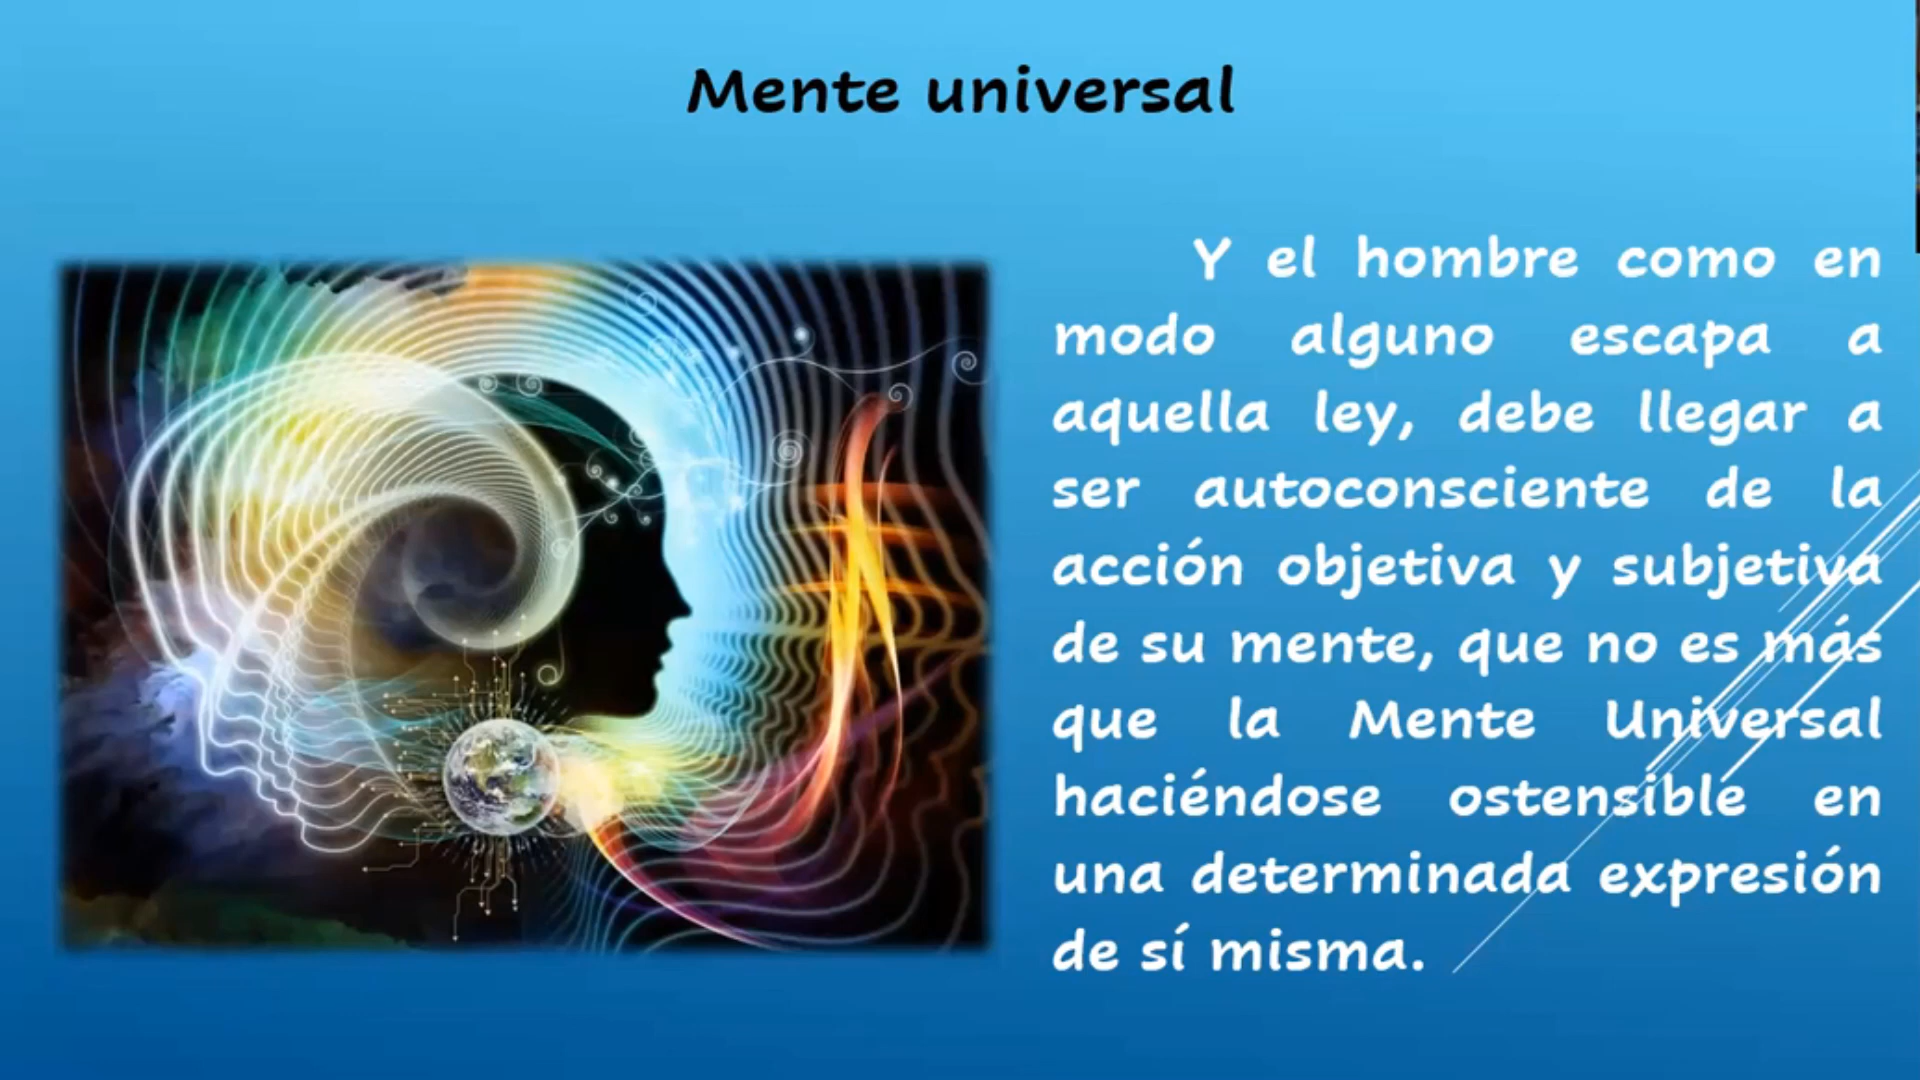 Mente universal
Y el hombre como en
modo alguno escapa a
aquella ley, debe llegar a
ser autoconsciente de la
acción objetiva y subjetiva
de su mente, que no es más
que la Mente Universal
haciéndose ostensible en
una determinada expresión
de sí misma.